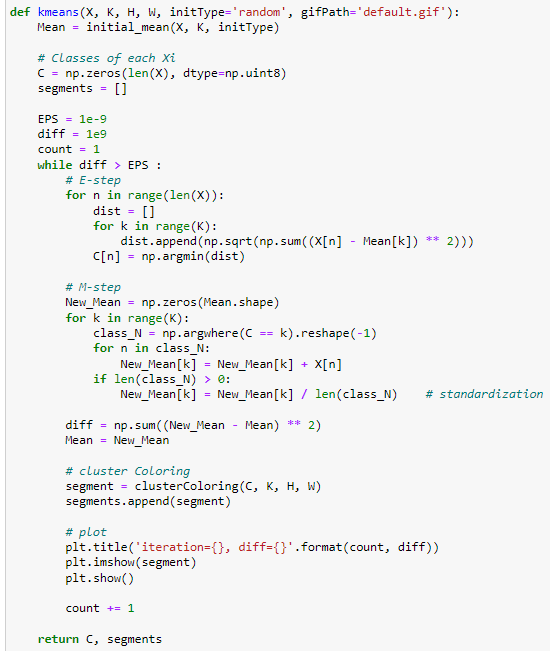 def kmeans(X, K, H, W, initType='random', gifPath='default.gif'):
    Mean = initial_mean(X, K, initType)

    # Classes of each Xi
    C = np.zeros(len(X), dtype=np.uint8)
    segments = []

    EPS = 1e-9
    diff = 1e9
    count = 1
    while diff > EPS :
        # E-step
        for n in range(len(X)):
            dist = []
            for k in range(K):
                dist.append(np.sqrt(np.sum((X[n] - Mean[k]) ** 2)))
            C[n] = np.argmin(dist)

        # M-step
        New_Mean = np.zeros(Mean.shape)
        for k in range(K):
            class_N = np.argwhere(C == k).reshape(-1)
            for n in class_N:
                New_Mean[k] = New_Mean[k] + X[n]
            if len(class_N) > 0:
                New_Mean[k] = New_Mean[k] / len(class_N)    # standardization

        diff = np.sum((New_Mean - Mean) ** 2)
        Mean = New_Mean

        # cluster Coloring
        segment = clusterColoring(C, K, H, W)
        segments.append(segment)

        # plot
        plt.title('iteration={}, diff={}'.format(count, diff))
        plt.imshow(segment)
        plt.show()

        count += 1

    return C, segments